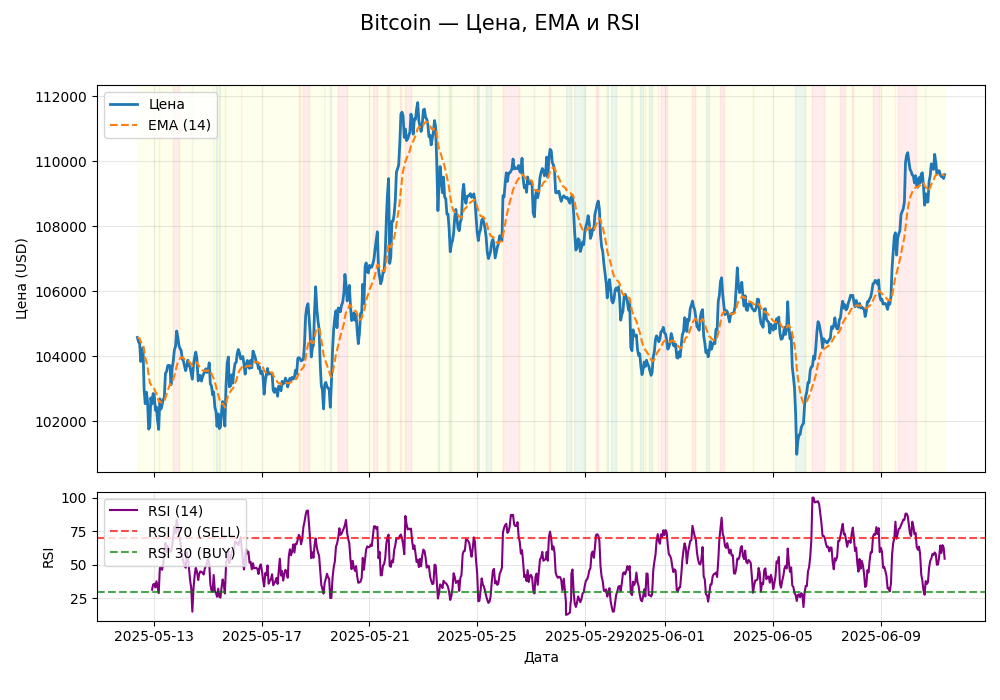 Bitcoin — Цена, EMA и RSI
Цена (USD)
112000
110000
108000
106000
104000
102000
Цена
EMA (14)
RSI
100
75
50
25
RSI (14)
RSI 70 (SELL)
RSI 30 (BUY)
2025-05-13
2025-05-17
2025-05-21
2025-05-25
2025-05-29
2025-06-01
2025-06-05
2025-06-09
Дата